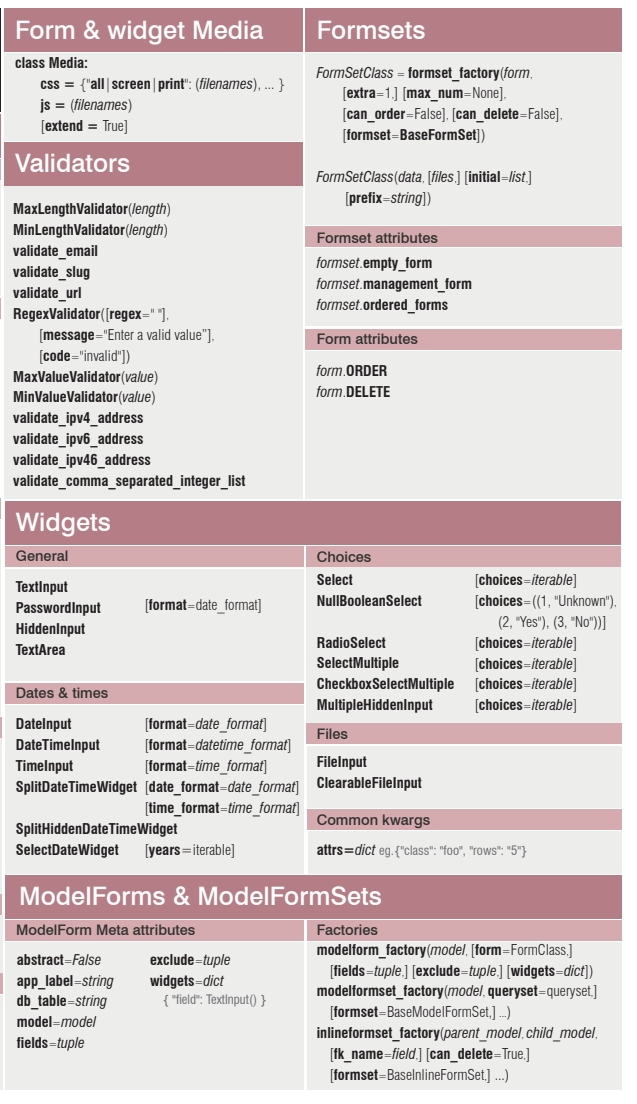 Form & widget Media
class Media:
css = {"all|screen|print": (filenames), ... }
js = (filenames)
[extend = True]
Validators
MaxLengthValidator(length)
MinLengthValidator(length)
validate_email
validate_slug
validate_url
RegexValidator([regex=" "],
[message="Enter a valid value"],
[code="invalid"])
MaxValueValidator(value)
MinValueValidator(value)
validate_ipv4_address
validate_ipv6_address
validate_ipv46_address
validate_comma_separated_integer_list
Formsets
FormSetClass = formset_factory(form,
[extra=1,] [max_num=None],
[can_order=False], [can_delete=False],
[formset=BaseFormSet])
FormSetClass(data, [files,] [initial=list,]
[prefix=string])
Formset attributes
formset.empty_form
formset.management_form
formset.ordered_forms
Form attributes
form.ORDER
form.DELETE
Widgets
General
TextInput
PasswordInput [format=date_format]
HiddenInput
TextArea
Dates & times
DateInput [format=date_format]
DateTimeInput [format=datetime_format]
TimeInput [format=time_format]
SplitDateTimeWidget [date_format=date_format]
[time_format=time_format]
SplitHiddenDateTimeWidget
SelectDateWidget [years=iterable]
Choices
Select [choices=iterable]
NullBooleanSelect [choices=((1, "Unknown"),
(2, "Yes"), (3, "No"))]
RadioSelect [choices=iterable]
SelectMultiple [choices=iterable]
CheckboxSelectMultiple [choices=iterable]
MultipleHiddenInput [choices=iterable]
Files
FileInput
ClearableFileInput
Common kwargs
attrs=dict eg.{"class": "foo", "rows": "5"}
ModelForms & ModelFormSets
ModelForm Meta attributes
abstract=False exclude=tuple
app_label=string widgets=dict
db_table=string { "field": TextInput() }
model=model
fields=tuple
Factories
modelform_factory(model, [form=FormClass,]
[fields=tuple,] [exclude=tuple,] [widgets=dict])
modelformset_factory(model, queryset=queryset,]
[formset=BaseModelFormSet,] ...)
inlineformset_factory(parent_model, child_model,
[fk_name=field,] [can_delete=True,]
[formset=BaseInlineFormSet,] ...)